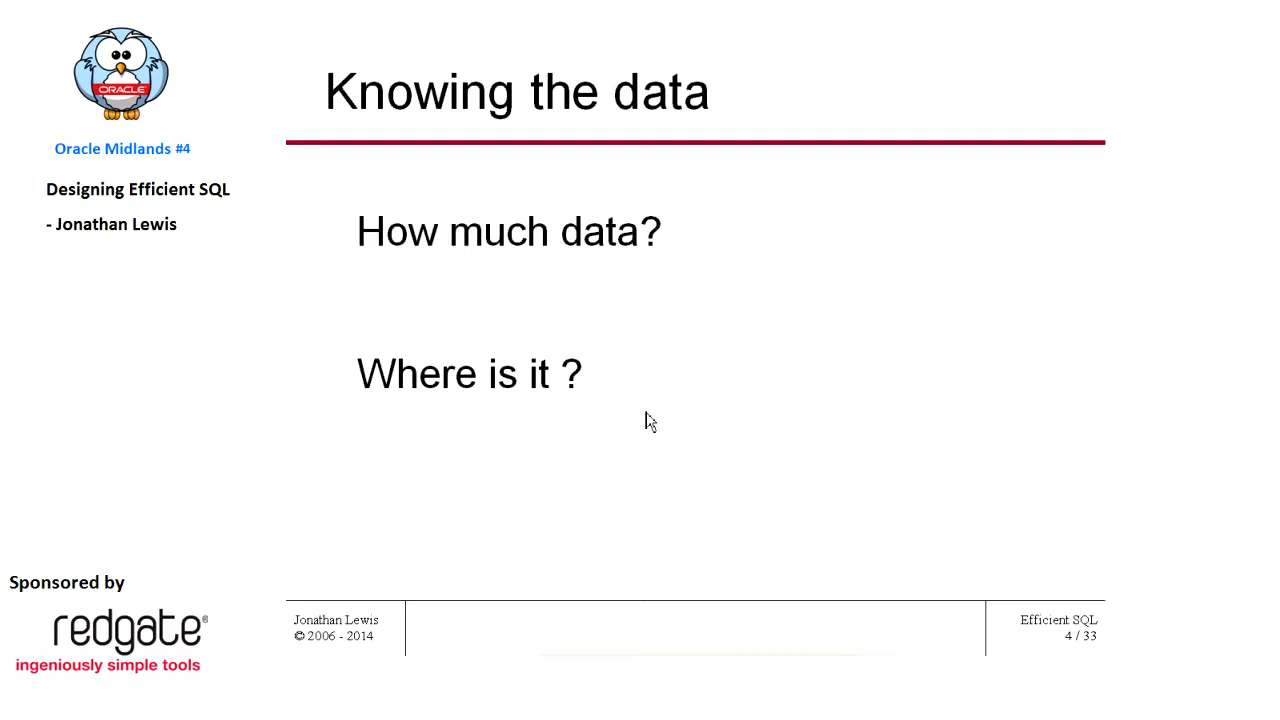 ORACLE
Oracle Midlands #4
Designing Efficient SQL
- Jonathan Lewis
Knowing the data
How much data?
Where is it ?
Sponsored by
redgate®
ingeniously simple tools
Jonathan Lewis
© 2006 - 2014
Efficient SQL
4 / 33